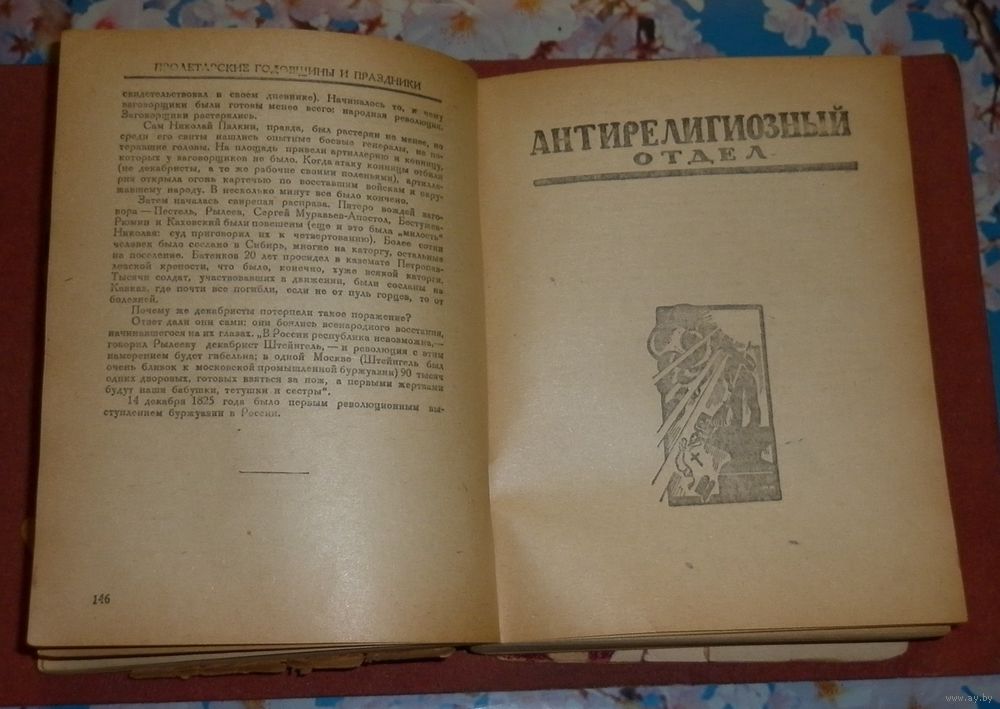 ПРОЛЕТАРСКИЕ ГОДОВЩИНЫ И ПРАЗДНИКИ
свидетельствовал в своем дневнике). Начиналось то, к чему
заговорщики были готовы менее всего: народная революция.
Заговорщики растерялись.
Сам Николай Палкин, правда, был растерян не менее, но
среди его свиты нашлись опытные боевые генералы, не по-
терявшие головы. На площадь привели артиллерию и конницу,
которых у заговорщиков не было. Когда атаку конницы отбили
(не декабристы, а те же рабочие своими поленьями), артилле-
рия открыла огонь картечью по восставшим войскам и окру-
жавшему народу. В несколько минут все было кончено.
Затем началась свирепая расправа. Пятеро вождей заго-
вора — Пестель, Рылеев, Сергей Муравьев-Апостол, Бестужев-
Рюмин и Каховский были повешены (еще и это была „милость“
Николая: суд приговорил их к четвертованию). Более сотни
человек было сослано в Сибирь, многие на каторгу, остальные
на поселение. Батенков 20 лет просидел в каземате Петропав-
ловской крепости, что было, конечно, хуже всякой каторги.
Тысячи солдат, участвовавших в движении, были сосланы на
Кавказ, где почти все погибли, если не от пуль горцев, то от
болезней.
Почему же декабристы потерпели такое поражение?
Ответ дали они сами: они боялись всенародного восстания,
начинавшегося на их глазах. „В России республика невозможна,—
говорил Рылееву декабрист Штейнгель, — и революция с этим
намерением будет гибельна; в одной Москве (Штейнгель был
очень близок к московской промышленной буржуазии) 90 тысяч
одних дворовых, готовых взяться за нож, а первыми жертвами
будут наши бабушки, тетушки и сестры“.
14 декабря 1825 года было первым революционным вы-
ступлением буржуазии в России.
146
АНТИРЕЛИГИОЗНЫЙ
ОТДЕЛ
www.ay.by